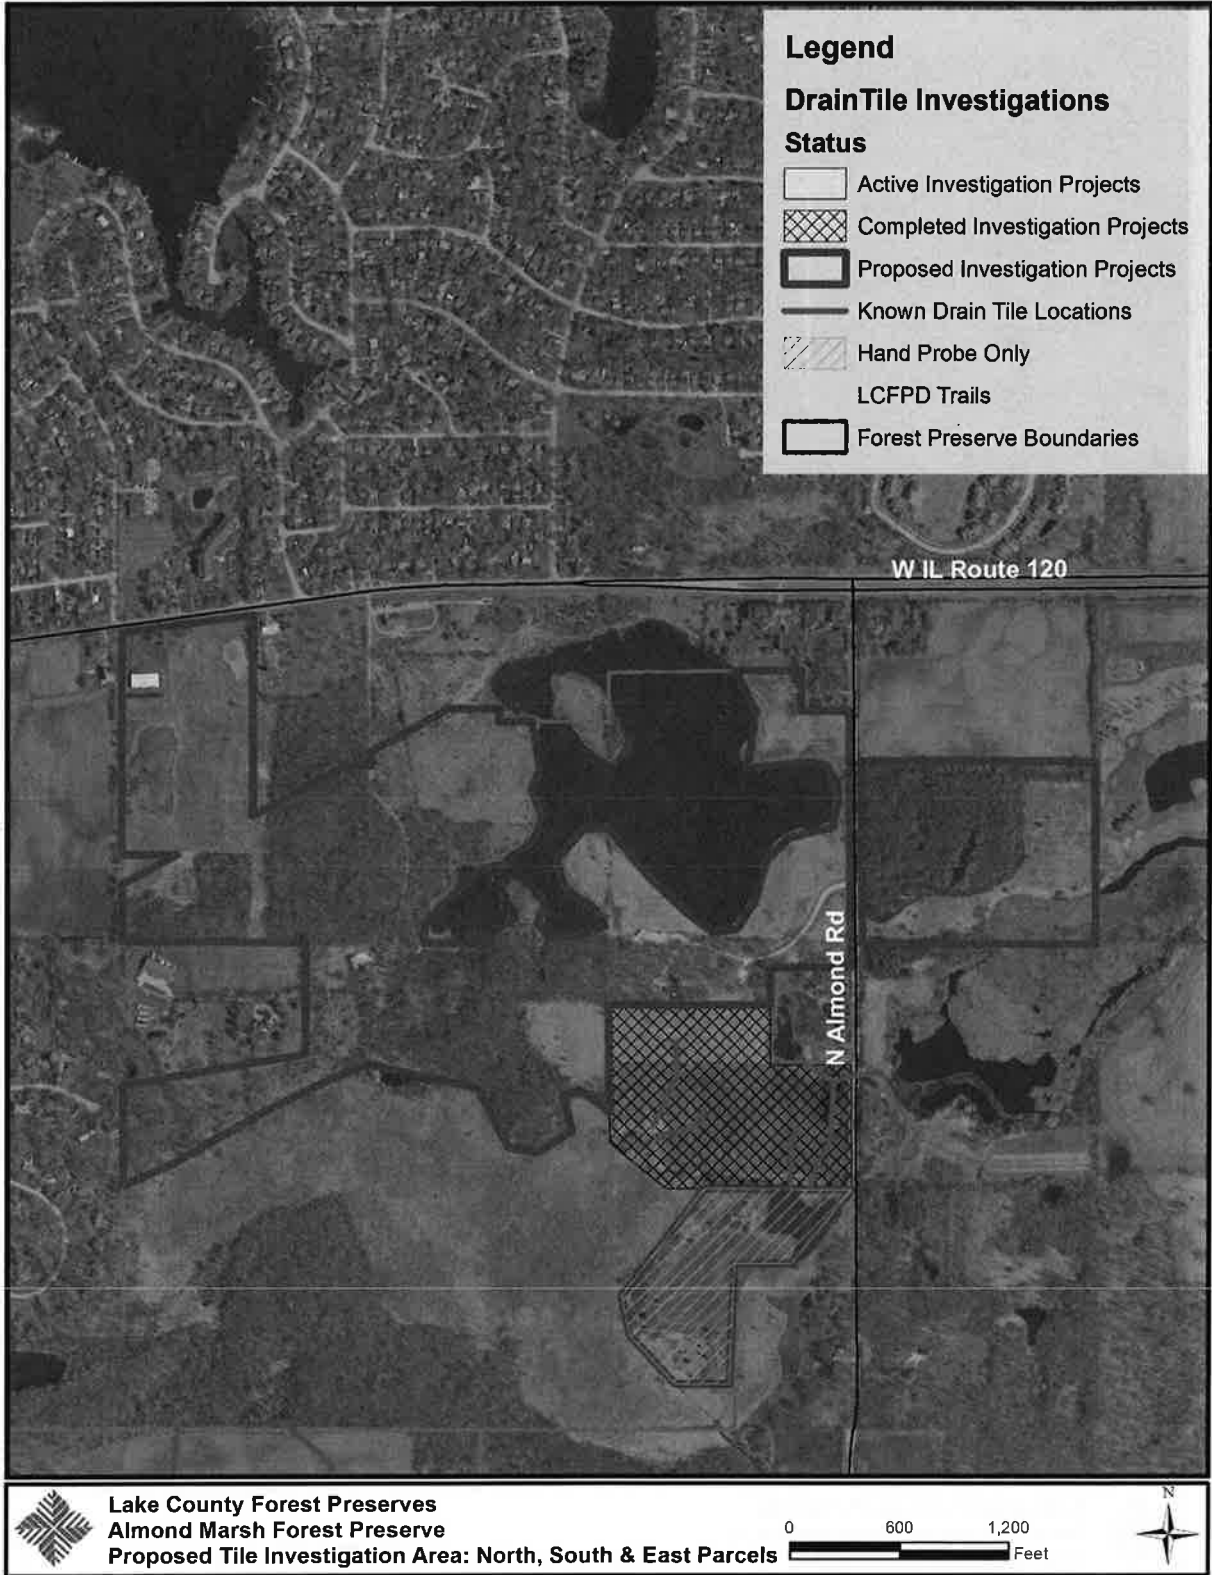 Legend
DrainTile Investigations
Status
Active Investigation Projects
Completed Investigation Projects
Proposed Investigation Projects
Known Drain Tile Locations
Hand Probe Only
LCFPD Trails
Forest Preserve Boundaries
W IL Route 120
N Almond Rd
Lake County Forest Preserves
Almond Marsh Forest Preserve
Proposed Tile Investigation Area: North, South & East Parcels
0 600 1,200
Feet
N